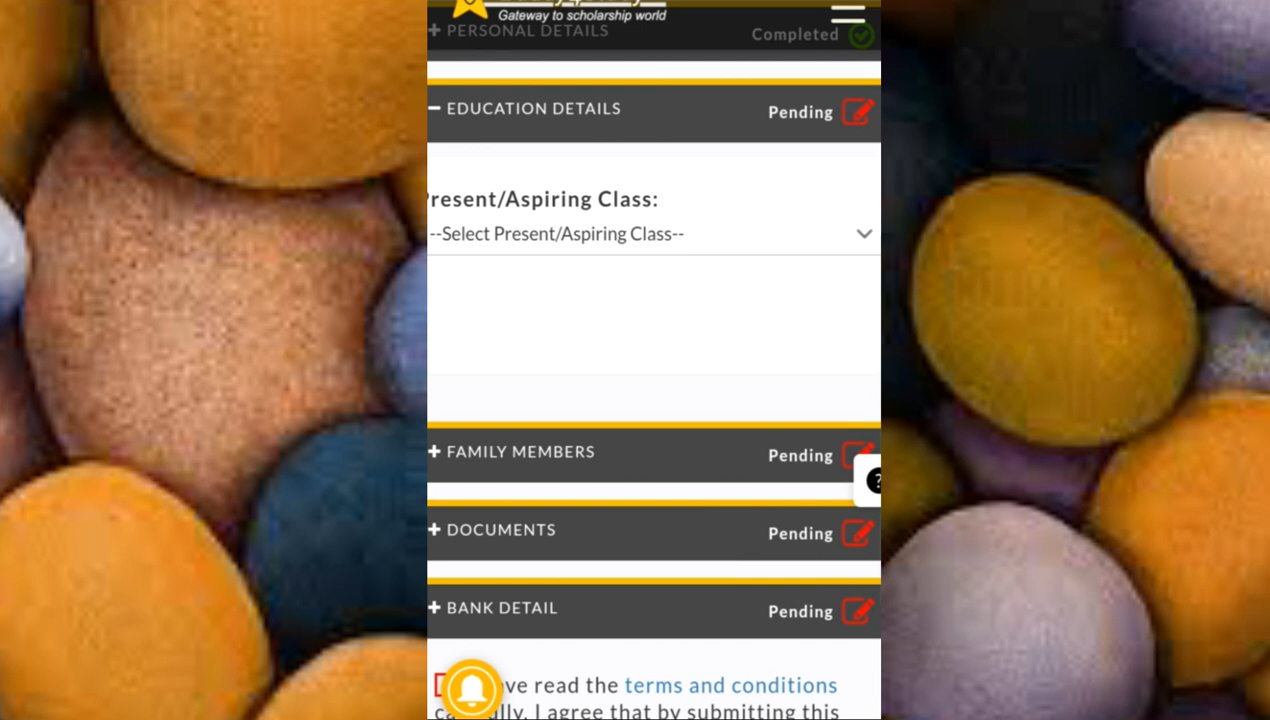 Gateway to scholarship world
+ PERSONAL DETAILS Completed
− EDUCATION DETAILS Pending
Present/Aspiring Class:
--Select Present/Aspiring Class--
+ FAMILY MEMBERS Pending
?
+ DOCUMENTS Pending
+ BANK DETAIL Pending
ve read the terms and conditions
I agree that by submitting this